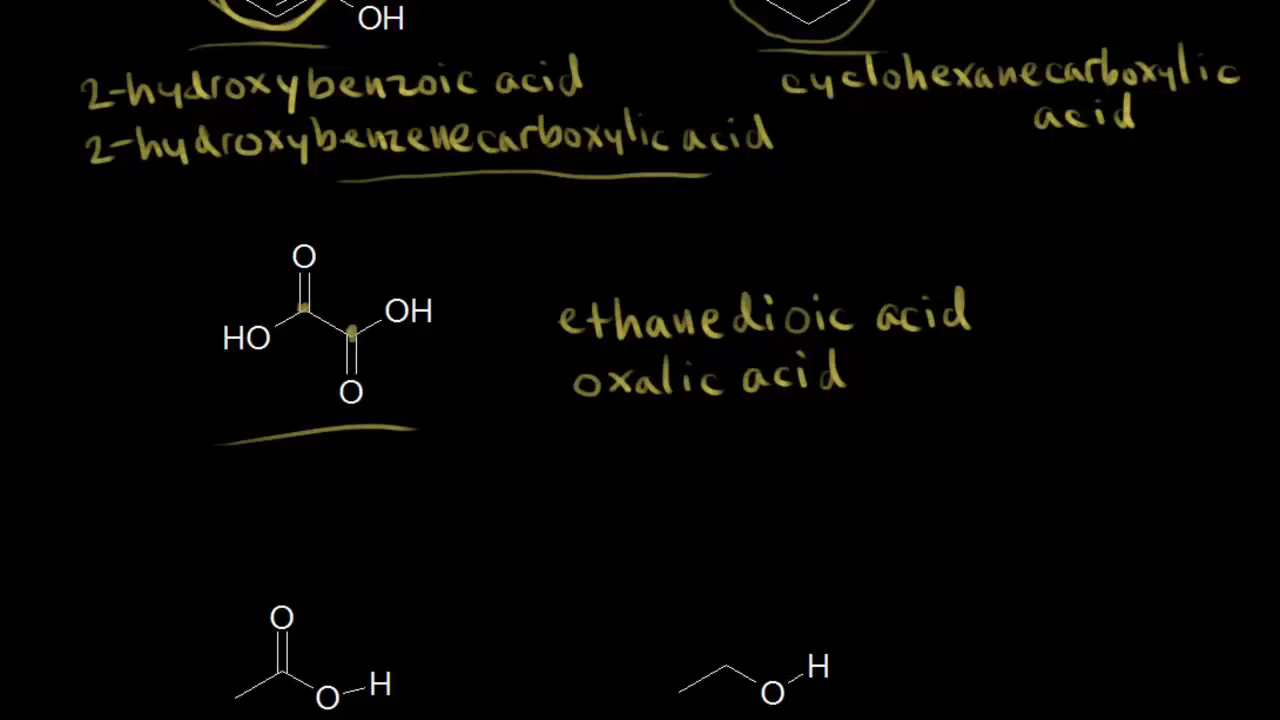 OH
2-hydroxybenzoic acid
2-hydroxybenzenecarboxylic acid
cyclohexanecarboxylic
acid
O
HO
OH
O
ethanedioic acid
oxalic acid
O
O
H
O
H